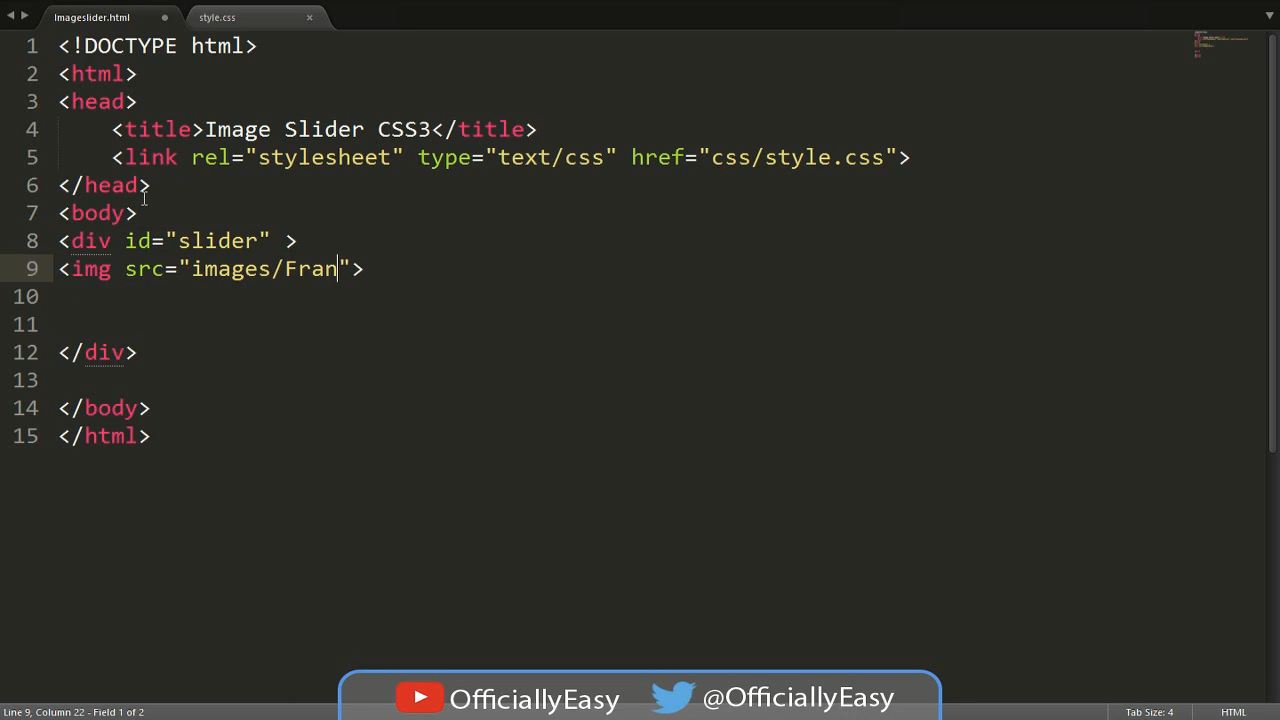 Imageslider.html
style.css
1 <!DOCTYPE html>
2 <html>
3 <head>
4 <title>Image Slider CSS3</title>
5 <link rel="stylesheet" type="text/css" href="css/style.css">
6 </head>
7 <body>
8 <div id="slider" >
9 <img src="images/Fran">
10
11
12 </div>
13
14 </body>
15 </html>
OfficiallyEasy @OfficiallyEasy
Line 9, Column 22 - Field 1 of 2 Tab Size: 4 HTML